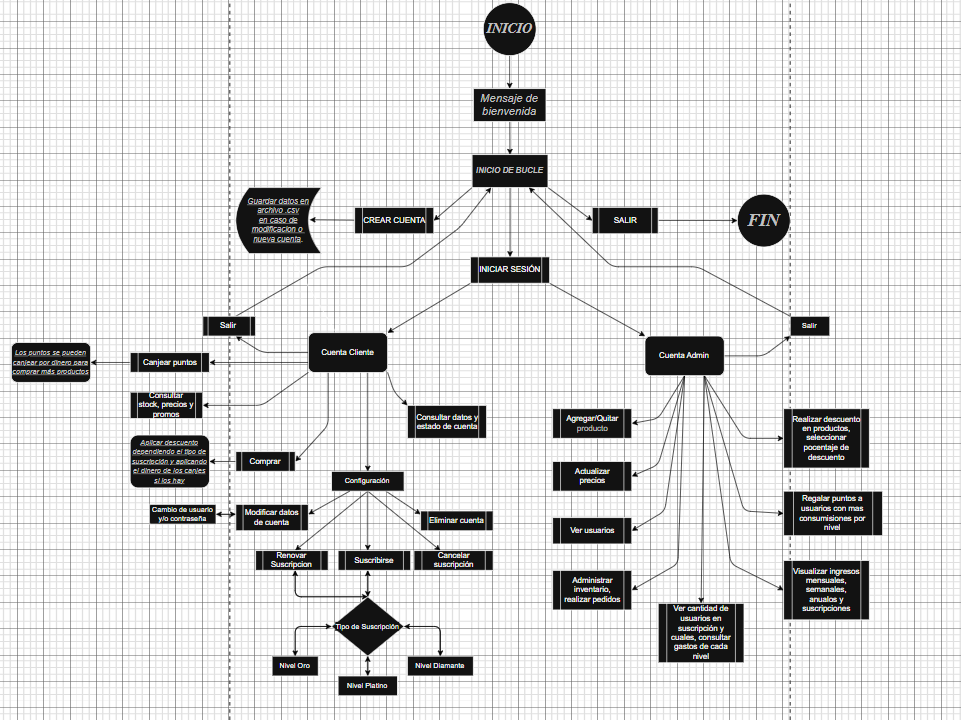 INICIO
Mensaje de
bienvenida
INICIO DE BUCLE
Guardar datos en
archivo .csv
en caso de
modificacion o
nueva cuenta.
CREAR CUENTA
SALIR
FIN
INICIAR SESIÓN
Salir
Salir
Cuenta Cliente
Cuenta Admin
Los puntos se pueden
canjear por dinero para
comprar más productos
Canjear puntos
Consultar
stock, precios y
promos
Consultar datos y
estado de cuenta
Aplicar descuento
dependiendo el tipo de
suscripción y aplicando
el dinero de los canjes
si los hay
Comprar
Configuración
Cambio de usuario
y/o contraseña
Modificar datos
de cuenta
Eliminar cuenta
Renovar
Suscripcion
Suscribirse
Cancelar
suscripción
Tipo de Suscripción
Nivel Oro
Nivel Platino
Nivel Diamante
Agregar/Quitar
producto
Actualizar
precios
Ver usuarios
Administrar
inventario,
realizar pedidos
Ver cantidad de
usuarios en
suscripción y
cuales, consultar
gastos de cada
nivel
Realizar descuento
en productos,
seleccionar
pocentaje de
descuento
Regalar puntos a
usuarios con mas
consumisiones por
nivel
Visualizar ingresos
mensuales,
semanales,
anualos y
suscripciones